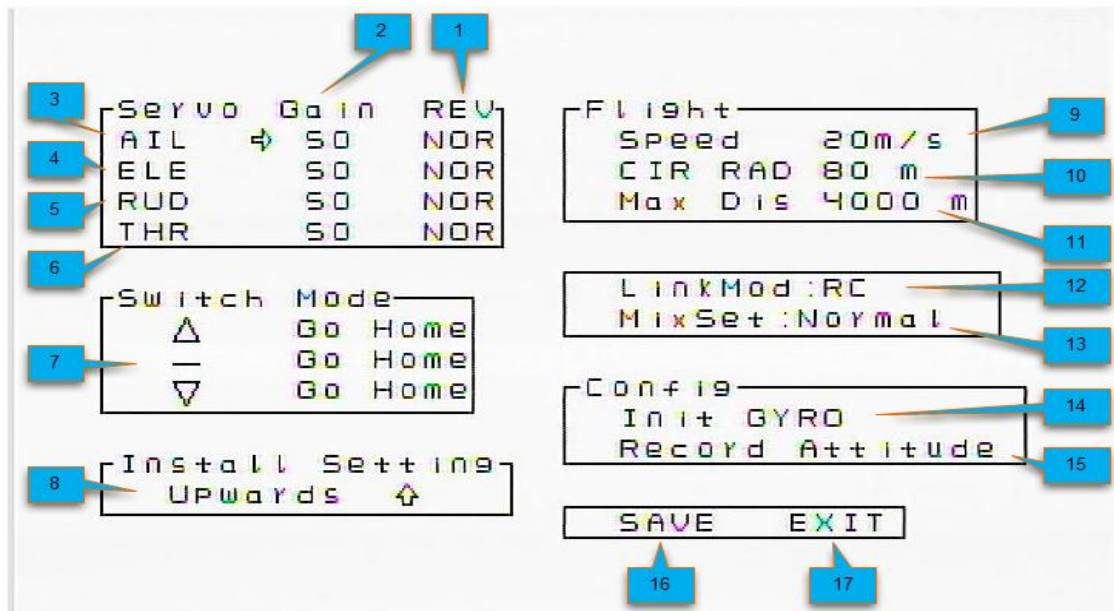 2
1
3
4
5
6
Servo Gain REV
AIL 50 NOR
ELE 50 NOR
RUD 50 NOR
THR 50 NOR
7
Switch Mode
Go Home
Go Home
Go Home
8
Install Setting
Upwards
Flight
Speed 20m/s
CIR RAD 80 m
Max Dis 4000 m
9
10
11
LinkMod:RC
MixSet:Normal
12
13
Config
Init GYRO
Record Attitude
14
15
SAVE EXIT
16
17